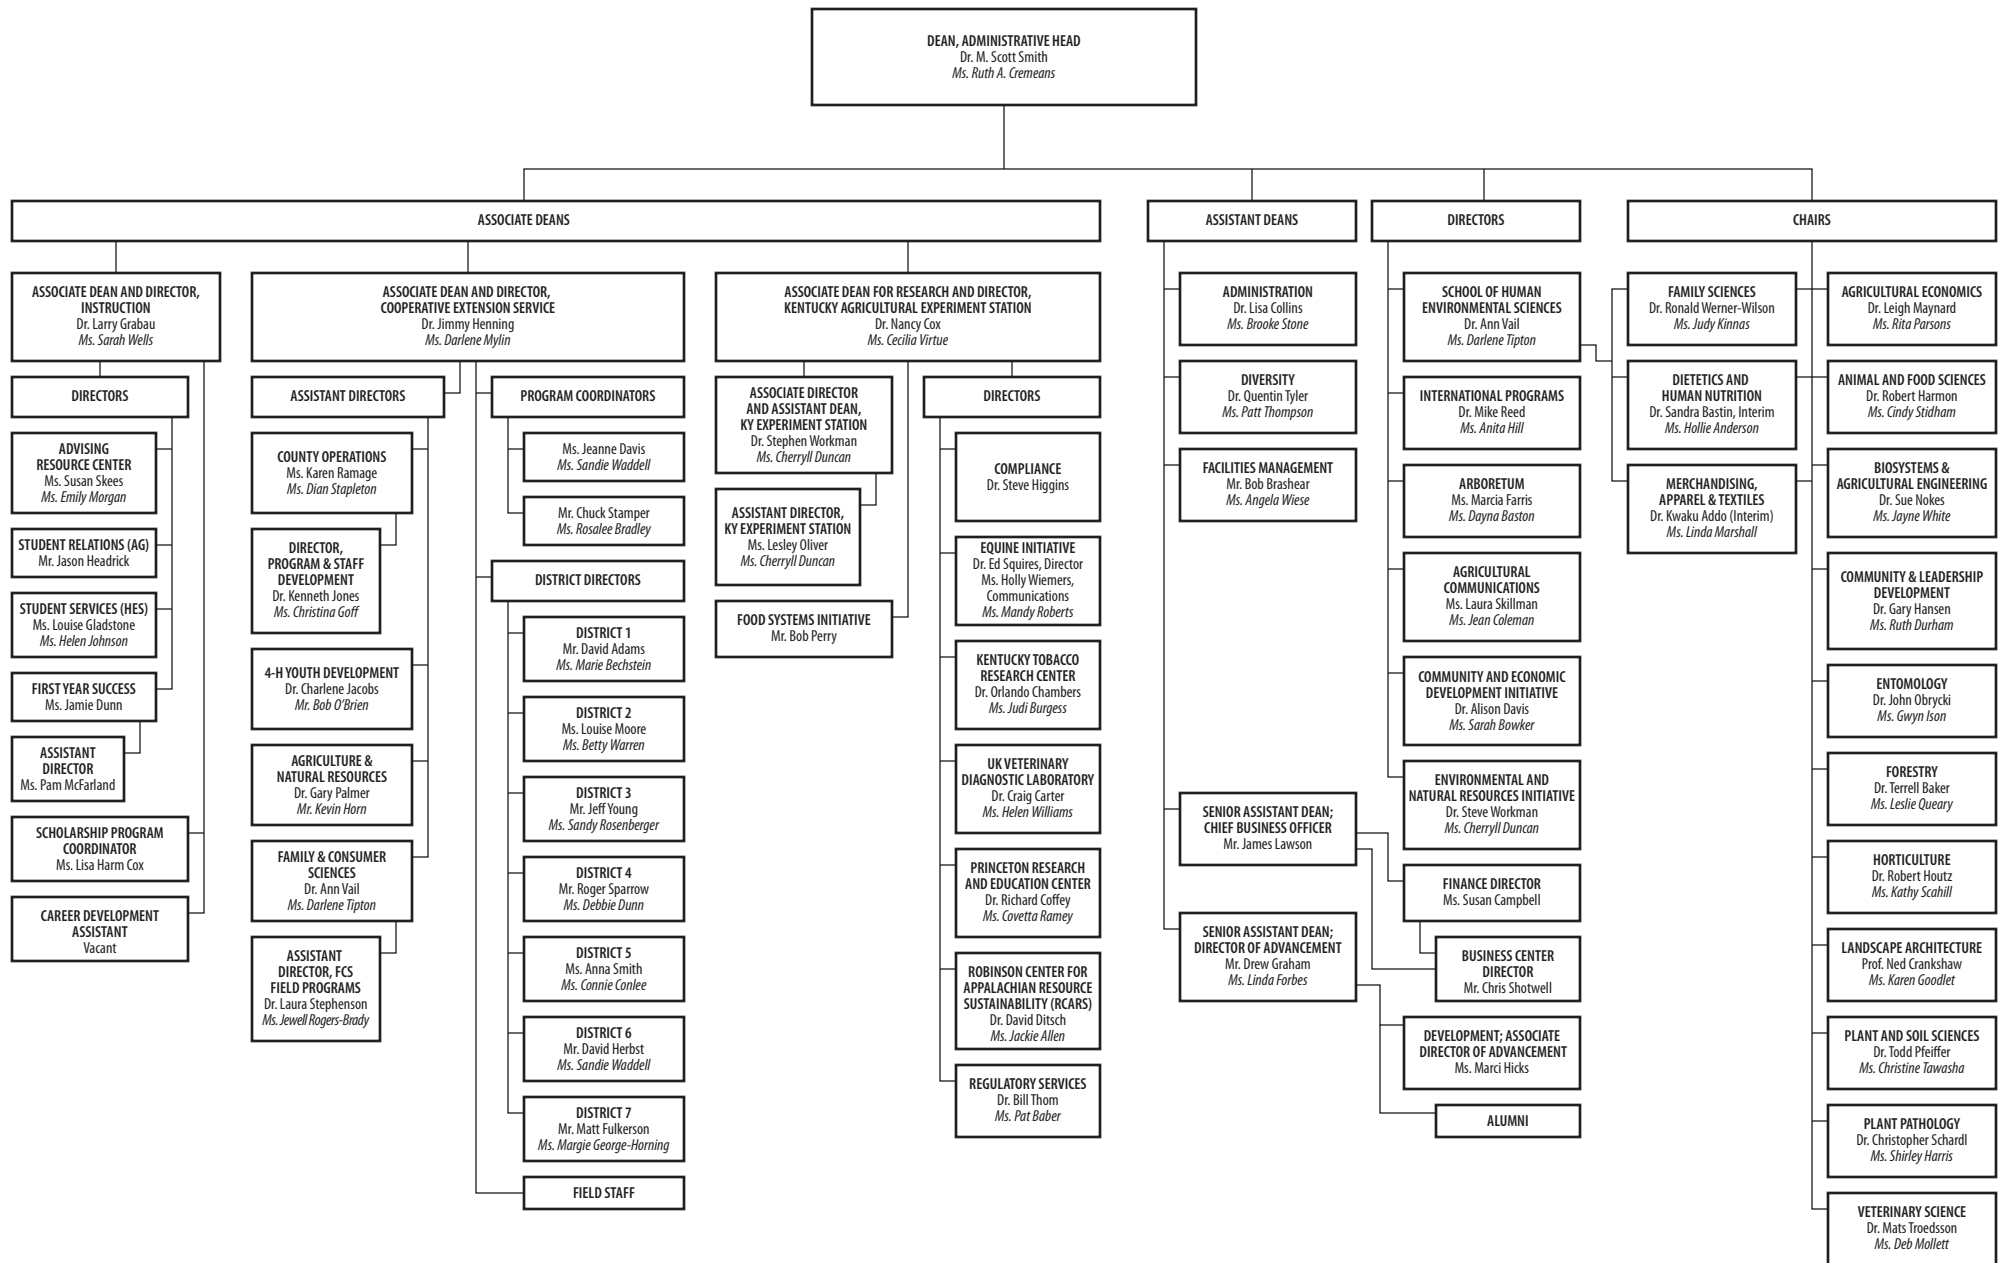 DEAN, ADMINISTRATIVE HEAD
Dr. M. Scott Smith
Ms. Ruth A. Cremeans
ASSOCIATE DEANS
ASSISTANT DEANS
DIRECTORS
CHAIRS
ASSOCIATE DEAN AND DIRECTOR,
INSTRUCTION
Dr. Larry Grabau
Ms. Sarah Wells
DIRECTORS
ADVISING
RESOURCE CENTER
Ms. Susan Skees
Ms. Emily Morgan
STUDENT RELATIONS (AG)
Mr. Jason Headrick
STUDENT SERVICES (HES)
Ms. Louise Gladstone
Ms. Helen Johnson
FIRST YEAR SUCCESS
Ms. Jamie Dunn
ASSISTANT
DIRECTOR
Ms. Pam McFarland
SCHOLARSHIP PROGRAM
COORDINATOR
Ms. Lisa Harm Cox
CAREER DEVELOPMENT
ASSISTANT
Vacant
ASSOCIATE DEAN AND DIRECTOR,
COOPERATIVE EXTENSION SERVICE
Dr. Jimmy Henning
Ms. Darlene Mylin
ASSISTANT DIRECTORS
COUNTY OPERATIONS
Ms. Karen Ramage
Ms. Dian Stapleton
DIRECTOR,
PROGRAM & STAFF
DEVELOPMENT
Dr. Kenneth Jones
Ms. Christina Goff
4-H YOUTH DEVELOPMENT
Dr. Charlene Jacobs
Mr. Bob O'Brien
AGRICULTURE &
NATURAL RESOURCES
Dr. Gary Palmer
Mr. Kevin Horn
FAMILY & CONSUMER
SCIENCES
Dr. Ann Vail
Ms. Darlene Tipton
ASSISTANT
DIRECTOR, FCS
FIELD PROGRAMS
Dr. Laura Stephenson
Ms. Jewell Rogers-Brady
PROGRAM COORDINATORS
Ms. Jeanne Davis
Ms. Sandie Waddell
Mr. Chuck Stamper
Ms. Rosalee Bradley
DISTRICT DIRECTORS
DISTRICT 1
Mr. David Adams
Ms. Marie Bechstein
DISTRICT 2
Ms. Louise Moore
Ms. Betty Warren
DISTRICT 3
Mr. Jeff Young
Ms. Sandy Rosenberger
DISTRICT 4
Mr. Roger Sparrow
Ms. Debbie Dunn
DISTRICT 5
Ms. Anna Smith
Ms. Connie Conlee
DISTRICT 6
Mr. David Herbst
Ms. Sandie Waddell
DISTRICT 7
Mr. Matt Fulkerson
Ms. Margie George-Horning
FIELD STAFF
ASSOCIATE DEAN FOR RESEARCH AND DIRECTOR,
KENTUCKY AGRICULTURAL EXPERIMENT STATION
Dr. Nancy Cox
Ms. Cecilia Virtue
ASSOCIATE DIRECTOR
AND ASSISTANT DEAN,
KY EXPERIMENT STATION
Dr. Stephen Workman
Ms. Cherryll Duncan
ASSISTANT DIRECTOR,
KY EXPERIMENT STATION
Ms. Lesley Oliver
Ms. Cherryll Duncan
FOOD SYSTEMS INITIATIVE
Mr. Bob Perry
DIRECTORS
COMPLIANCE
Dr. Steve Higgins
EQUINE INITIATIVE
Dr. Ed Squires, Director
Ms. Holly Wiemers,
Communications
Ms. Mandy Roberts
KENTUCKY TOBACCO
RESEARCH CENTER
Dr. Orlando Chambers
Ms. Judi Burgess
UK VETERINARY
DIAGNOSTIC LABORATORY
Dr. Craig Carter
Ms. Helen Williams
PRINCETON RESEARCH
AND EDUCATION CENTER
Dr. Richard Coffey
Ms. Covetta Ramey
ROBINSON CENTER FOR
APPALACHIAN RESOURCE
SUSTAINABILITY (RCARS)
Dr. David Ditsch
Ms. Jackie Allen
REGULATORY SERVICES
Dr. Bill Thom
Ms. Pat Baber
ADMINISTRATION
Dr. Lisa Collins
Ms. Brooke Stone
DIVERSITY
Dr. Quentin Tyler
Ms. Patt Thompson
FACILITIES MANAGEMENT
Mr. Bob Brashear
Ms. Angela Wiese
SENIOR ASSISTANT DEAN;
CHIEF BUSINESS OFFICER
Mr. James Lawson
SENIOR ASSISTANT DEAN;
DIRECTOR OF ADVANCEMENT
Mr. Drew Graham
Ms. Linda Forbes
SCHOOL OF HUMAN
ENVIRONMENTAL SCIENCES
Dr. Ann Vail
Ms. Darlene Tipton
INTERNATIONAL PROGRAMS
Dr. Mike Reed
Ms. Anita Hill
ARBORETUM
Ms. Marcia Farris
Ms. Dayna Baston
AGRICULTURAL
COMMUNICATIONS
Ms. Laura Skillman
Ms. Jean Coleman
COMMUNITY AND ECONOMIC
DEVELOPMENT INITIATIVE
Dr. Alison Davis
Ms. Sarah Bowker
ENVIRONMENTAL AND
NATURAL RESOURCES INITIATIVE
Dr. Steve Workman
Ms. Cherryll Duncan
FINANCE DIRECTOR
Ms. Susan Campbell
BUSINESS CENTER
DIRECTOR
Mr. Chris Shotwell
DEVELOPMENT; ASSOCIATE
DIRECTOR OF ADVANCEMENT
Ms. Marci Hicks
ALUMNI
FAMILY SCIENCES
Dr. Ronald Werner-Wilson
Ms. Judy Kinnas
DIETETICS AND
HUMAN NUTRITION
Dr. Sandra Bastin, Interim
Ms. Hollie Anderson
MERCHANDISING,
APPAREL & TEXTILES
Dr. Kwaku Addo (Interim)
Ms. Linda Marshall
AGRICULTURAL ECONOMICS
Dr. Leigh Maynard
Ms. Rita Parsons
ANIMAL AND FOOD SCIENCES
Dr. Robert Harmon
Ms. Cindy Stidham
BIOSYSTEMS &
AGRICULTURAL ENGINEERING
Dr. Sue Nokes
Ms. Jayne White
COMMUNITY & LEADERSHIP
DEVELOPMENT
Dr. Gary Hansen
Ms. Ruth Durham
ENTOMOLOGY
Dr. John Obrycki
Ms. Gwyn Ison
FORESTRY
Dr. Terrell Baker
Ms. Leslie Queary
HORTICULTURE
Dr. Robert Houtz
Ms. Kathy Scahill
LANDSCAPE ARCHITECTURE
Prof. Ned Crankshaw
Ms. Karen Goodlet
PLANT AND SOIL SCIENCES
Dr. Todd Pfeiffer
Ms. Christine Tawasha
PLANT PATHOLOGY
Dr. Christopher Schardl
Ms. Shirley Harris
VETERINARY SCIENCE
Dr. Mats Troedsson
Ms. Deb Mollett